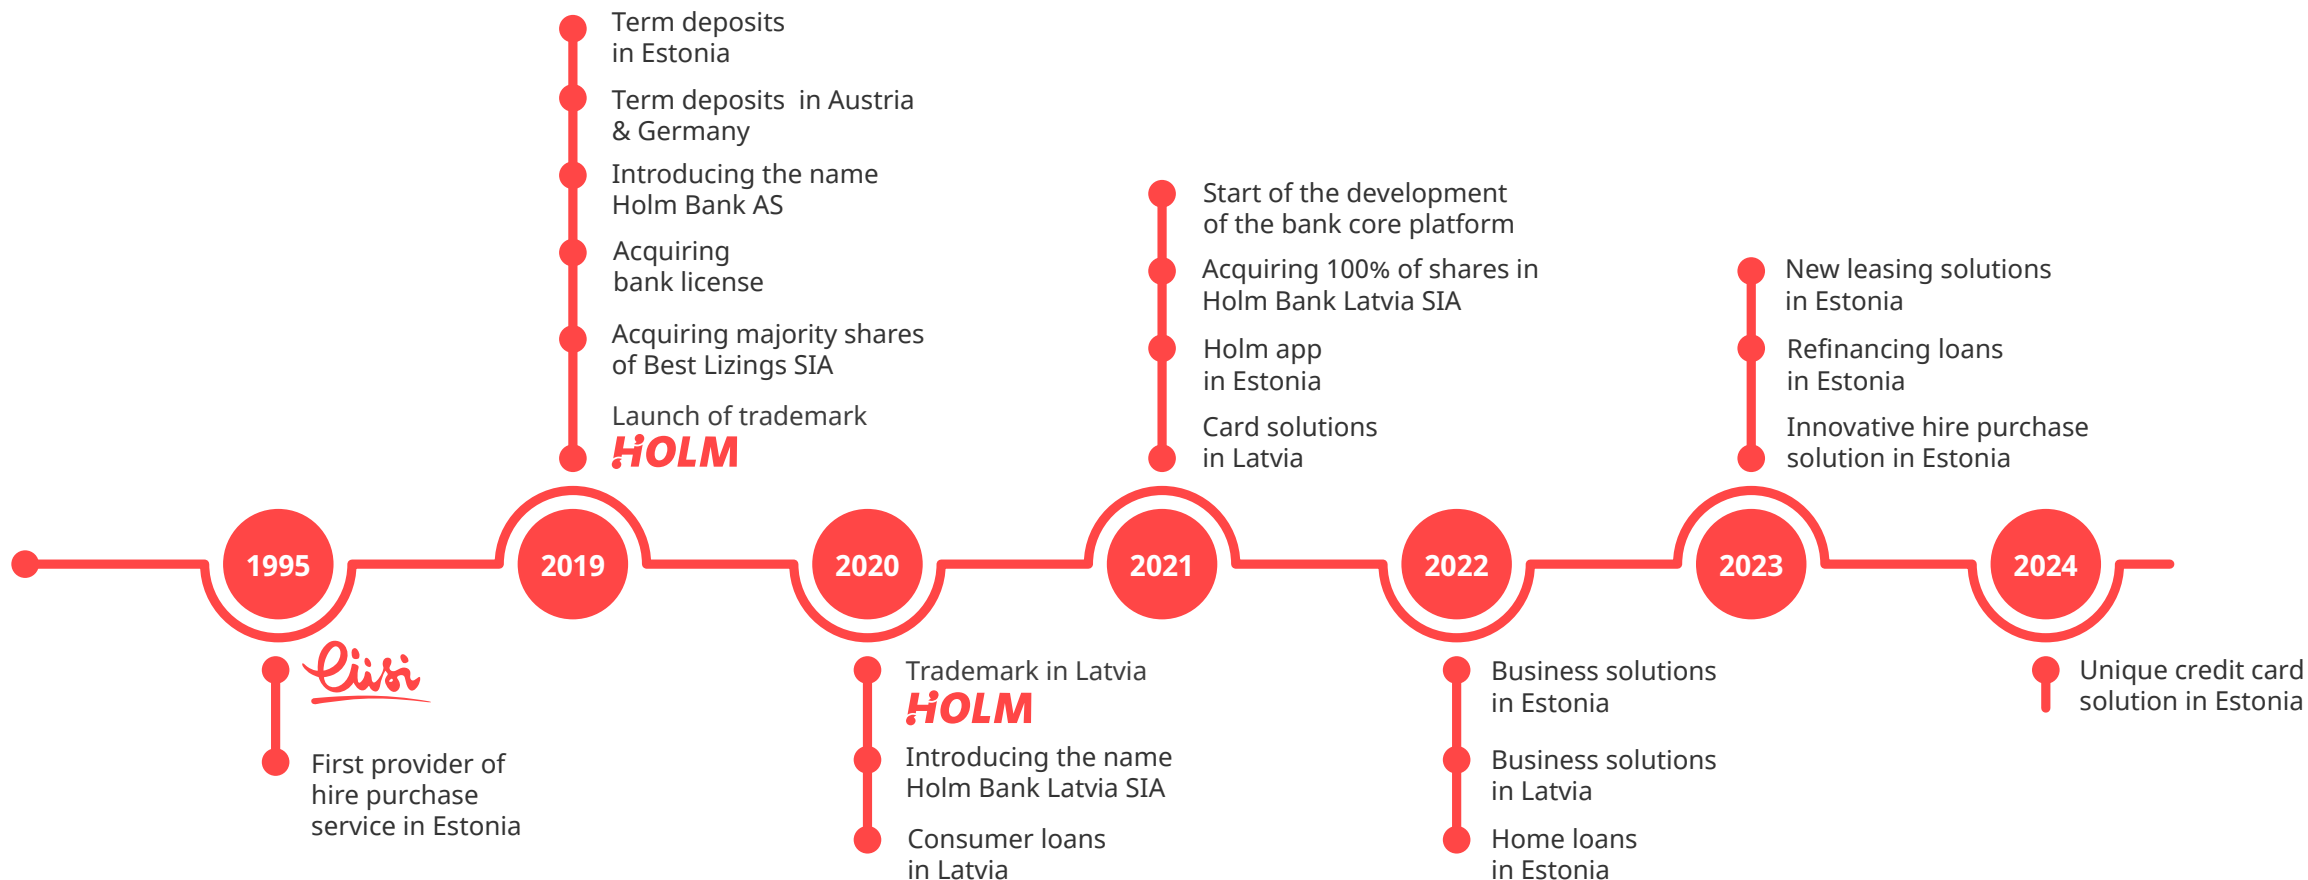 Term deposits
in Estonia
Term deposits  in Austria
& Germany
Introducing the name
Holm Bank AS
Acquiring
bank license
Acquiring majority shares
of Best Lizings SIA
Launch of trademark
HOLM
Start of the development
of the bank core platform
Acquiring 100% of shares in
Holm Bank Latvia SIA
Holm app
in Estonia
Card solutions
in Latvia
New leasing solutions
in Estonia
Refinancing loans
in Estonia
Innovative hire purchase
solution in Estonia
1995
2019
2020
2021
2022
2023
2024
Liisi
First provider of
hire purchase
service in Estonia
Trademark in Latvia
HOLM
Introducing the name
Holm Bank Latvia SIA
Consumer loans
in Latvia
Business solutions
in Estonia
Business solutions
in Latvia
Home loans
in Estonia
Unique credit card
solution in Estonia